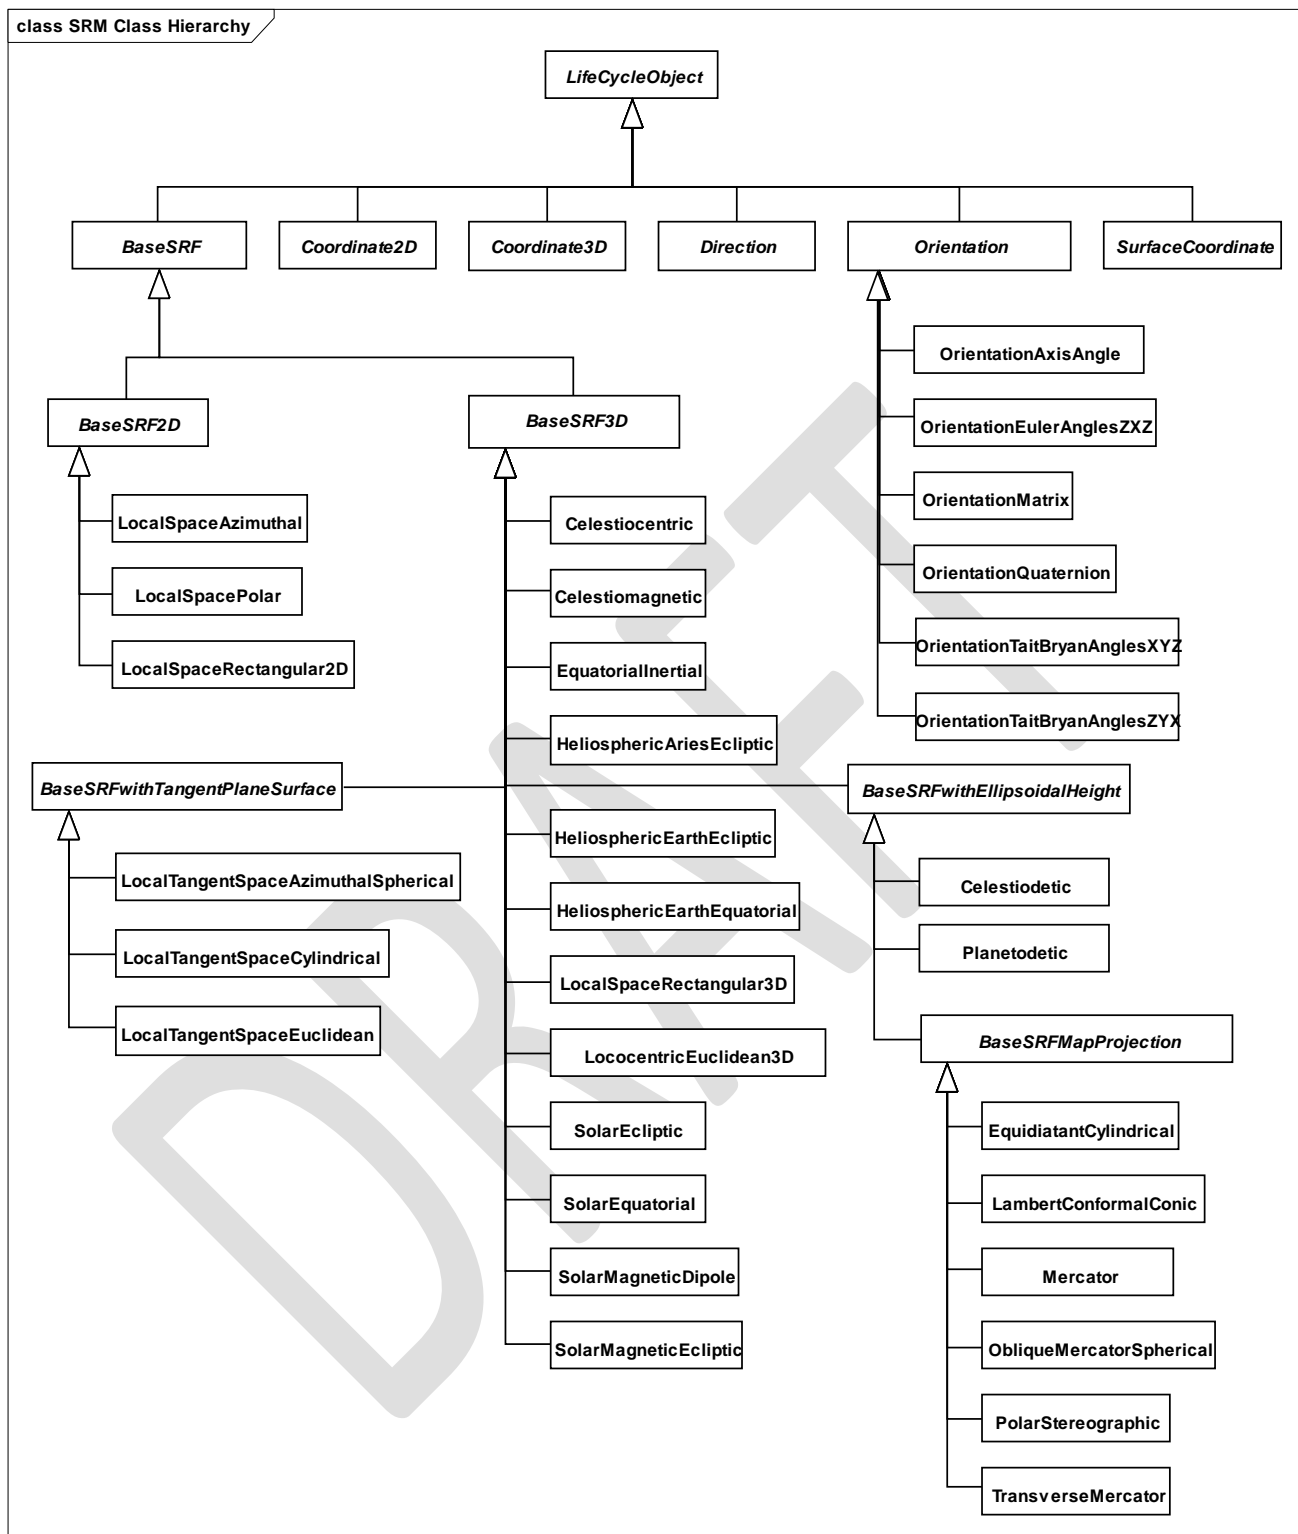 class SRM Class Hierarchy
LifeCycleObject
BaseSRF
Coordinate2D
Coordinate3D
Direction
Orientation
SurfaceCoordinate
OrientationAxisAngle
OrientationEulerAnglesZXZ
OrientationMatrix
OrientationQuaternion
OrientationTaitBryanAnglesXYZ
OrientationTaitBryanAnglesZYX
BaseSRF2D
BaseSRF3D
LocalSpaceAzimuthal
LocalSpacePolar
LocalSpaceRectangular2D
Celestiocentric
Celestiomagnetic
EquatorialInertial
HeliosphericAriesEcliptic
BaseSRFwithTangentPlaneSurface
BaseSRFwithEllipsoidalHeight
HeliosphericEarthEcliptic
HeliosphericEarthEquatorial
LocalSpaceRectangular3D
LococentricEuclidean3D
SolarEcliptic
SolarEquatorial
SolarMagneticDipole
SolarMagneticEcliptic
LocalTangentSpaceAzimuthalSpherical
LocalTangentSpaceCylindrical
LocalTangentSpaceEuclidean
Celestiodetic
Planetodetic
BaseSRFMapProjection
EquidiatantCylindrical
LambertConformalConic
Mercator
ObliqueMercatorSpherical
PolarStereographic
TransverseMercator
DRAFT